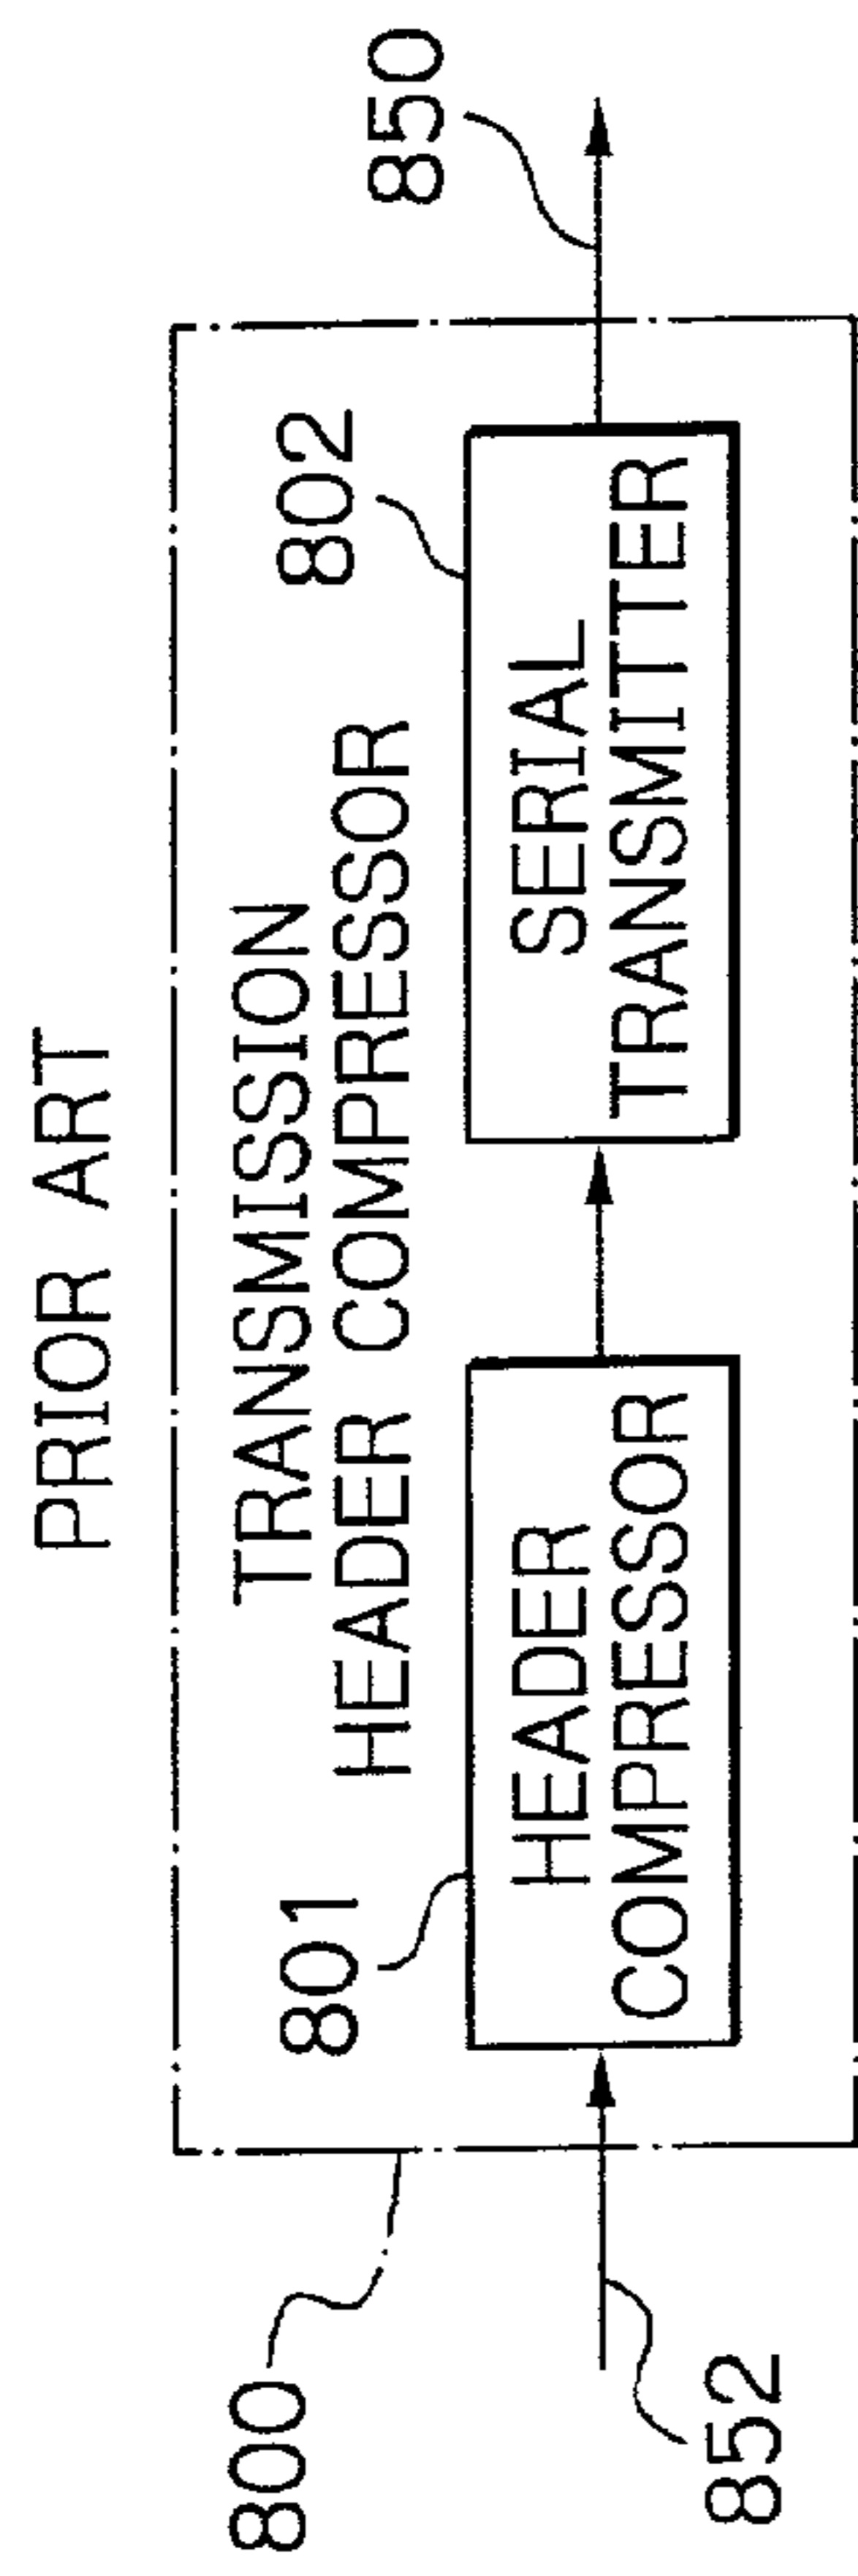 PRIOR ART
800
TRANSMISSION
HEADER COMPRESSOR
801
802
850
HEADER
COMPRESSOR
SERIAL
TRANSMITTER
852